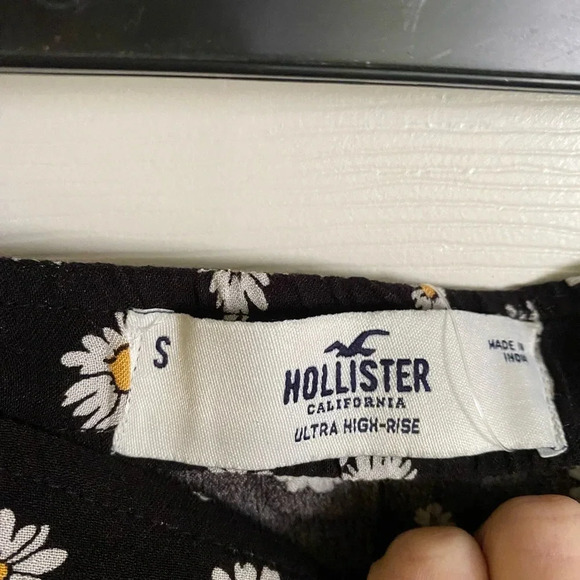 S
HOLLISTER
CALIFORNIA
ULTRA HIGH-RISE
MADE IN
INDIA